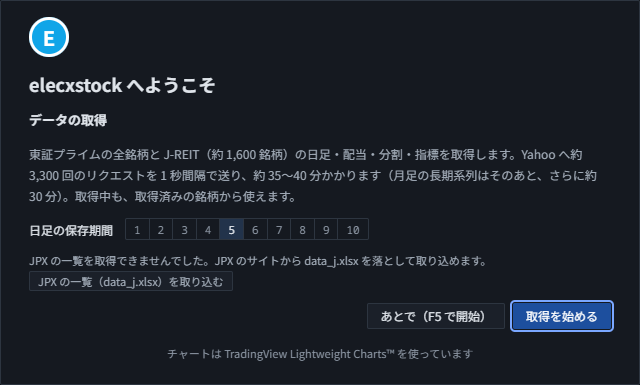 E
elecxstock へようこそ
データの取得
東証プライムの全銘柄と J-REIT（約 1,600 銘柄）の日足・配当・分割・指標を取得します。Yahoo へ約
3,300 回のリクエストを 1 秒間隔で送り、約 35〜40 分かかります（月足の長期系列はそのあと、さらに約
30 分）。取得中も、取得済みの銘柄から使えます。
日足の保存期間 1 2 3 4 5 6 7 8 9 10
JPX の一覧を取得できませんでした。JPX のサイトから data_j.xlsx を落として取り込めます。
JPX の一覧（data_j.xlsx）を取り込む
あとで（F5 で開始） 取得を始める
チャートは TradingView Lightweight Charts™ を使っています